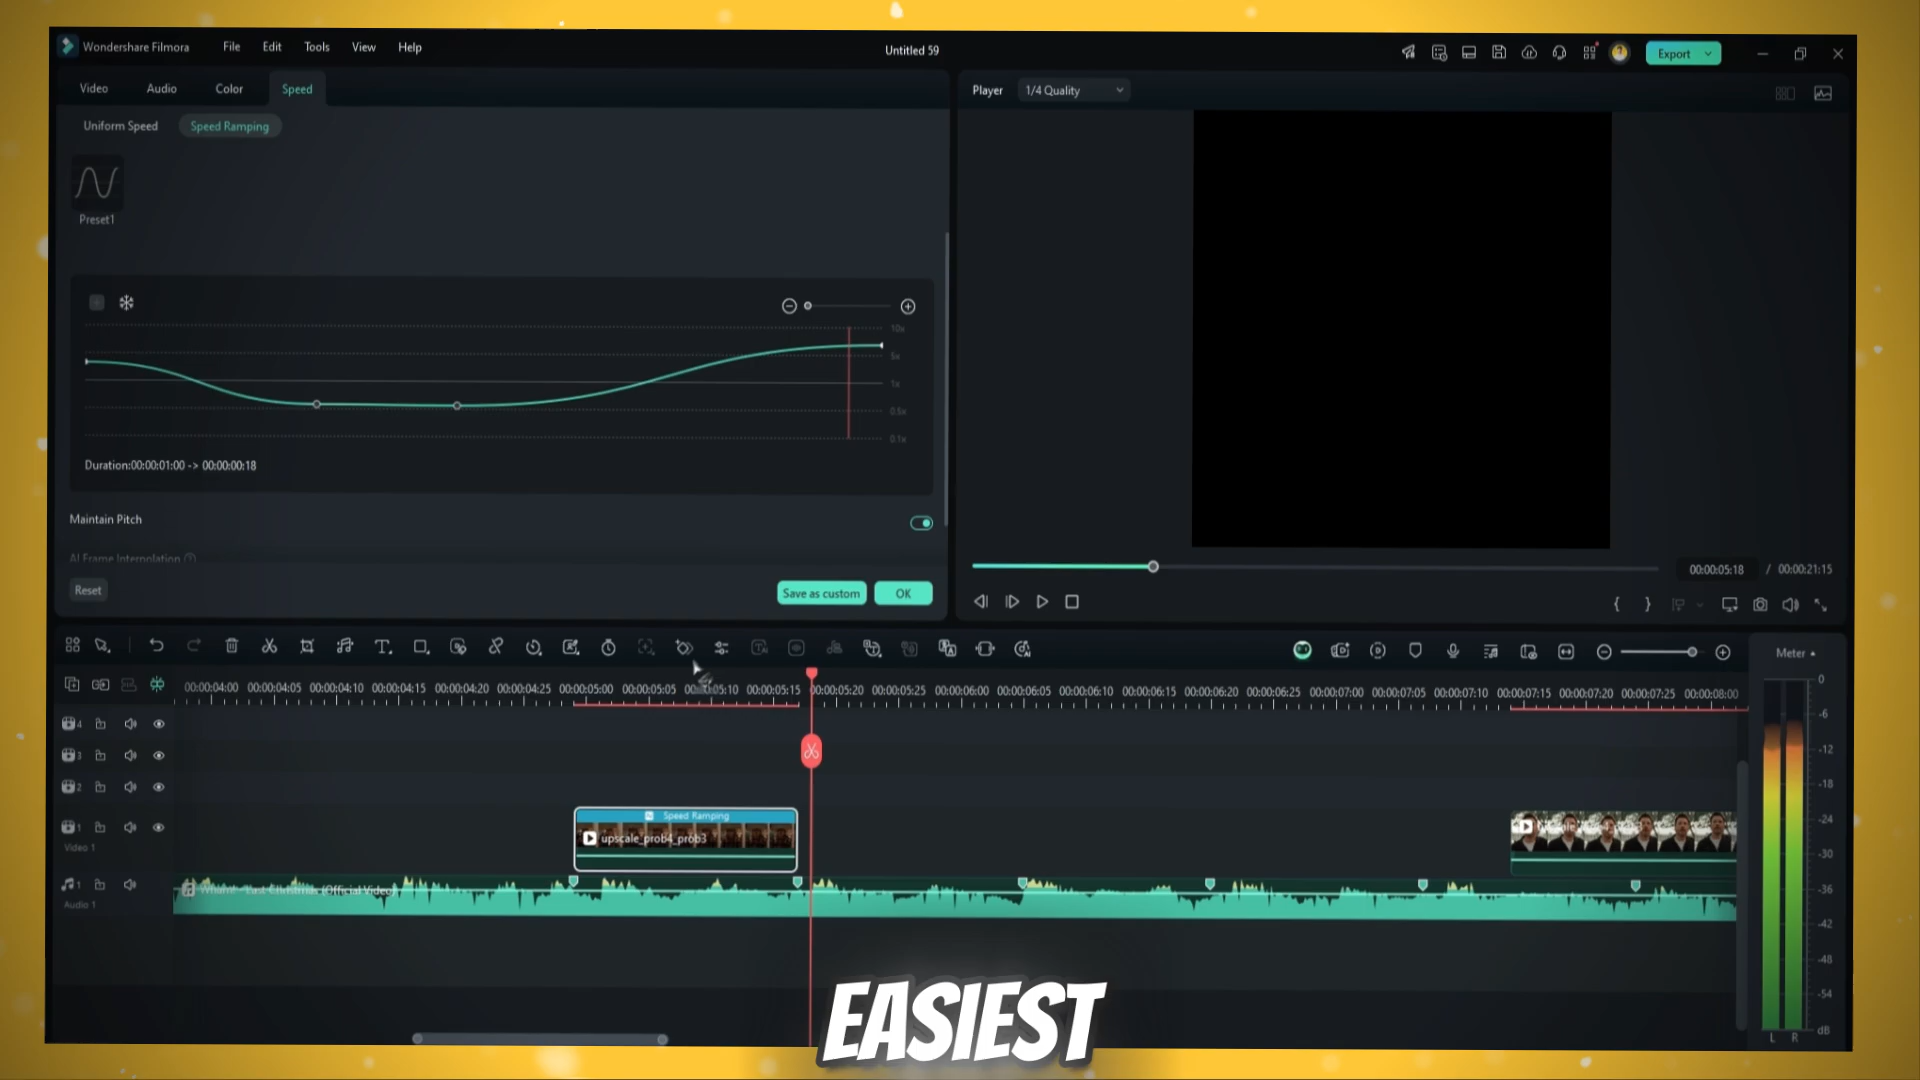 Wondershare Filmora File Edit Tools View Help
Untitled 59
Export
Video Audio Color Speed
Player 1/4 Quality
Uniform Speed Speed Ramping
Preset1
10x
5x
1x
0.5x
0.1x
Duration:00:00:01:00 -> 00:00:00:18
Maintain Pitch
AI Frame Interpolation
Reset
Save as custom OK
00:00:05:18 / 00:00:21:15
Meter
00:00:04:00 00:00:04:05 00:00:04:10 00:00:04:15 00:00:04:20 00:00:04:25 00:00:05:00 00:00:05:05 00:00:05:10 00:00:05:15 00:00:05:20 00:00:05:25 00:00:06:00 00:00:06:05 00:00:06:10 00:00:06:15 00:00:06:20 00:00:06:25 00:00:07:00 00:00:07:05 00:00:07:10 00:00:07:15 00:00:07:20 00:00:07:25 00:00:08:00
4
3
2
1
Video 1
Speed Ramping
upscale_prob4_prob3
1
Audio 1
Last Christmas (Official Video)
0
-6
-12
-18
-24
-30
-36
-42
-48
-54
dB
L R
EASIEST